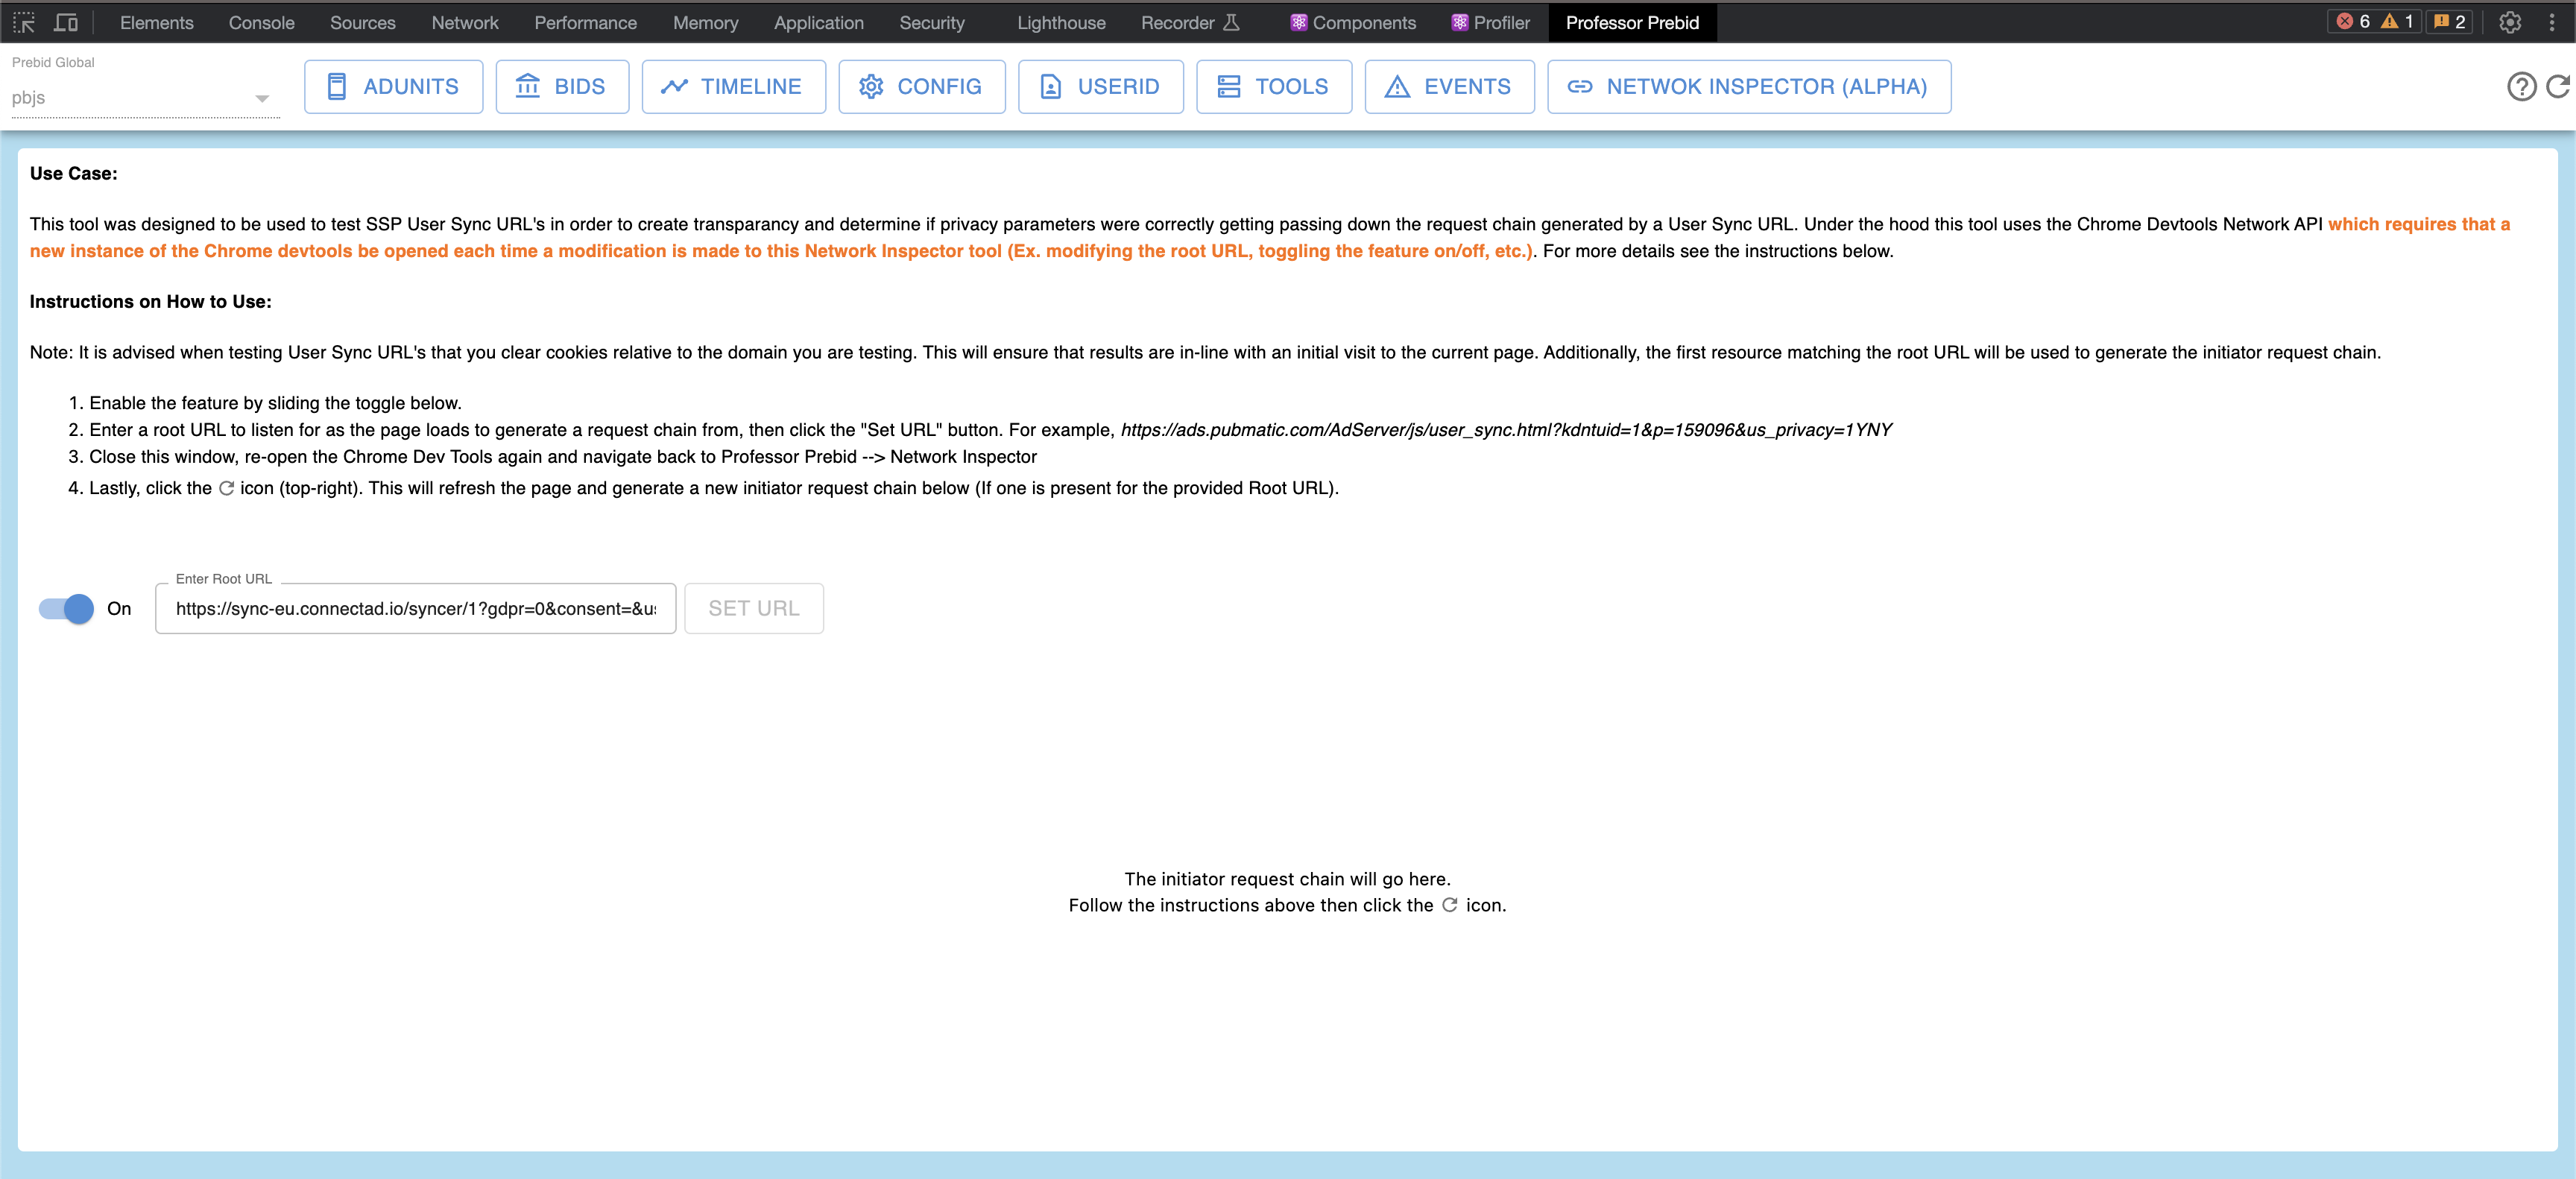 Elements Console Sources Network Performance Memory Application Security Lighthouse Recorder Components Profiler Professor Prebid 6 1 2
Prebid Global
pbjs
ADUNITS BIDS TIMELINE CONFIG USERID TOOLS EVENTS NETWOK INSPECTOR (ALPHA)
Use Case:
This tool was designed to be used to test SSP User Sync URL's in order to create transparancy and determine if privacy parameters were correctly getting passing down the request chain generated by a User Sync URL. Under the hood this tool uses the Chrome Devtools Network API which requires that a
new instance of the Chrome devtools be opened each time a modification is made to this Network Inspector tool (Ex. modifying the root URL, toggling the feature on/off, etc.). For more details see the instructions below.
Instructions on How to Use:
Note: It is advised when testing User Sync URL's that you clear cookies relative to the domain you are testing. This will ensure that results are in-line with an initial visit to the current page. Additionally, the first resource matching the root URL will be used to generate the initiator request chain.
1. Enable the feature by sliding the toggle below.
2. Enter a root URL to listen for as the page loads to generate a request chain from, then click the "Set URL" button. For example, https://ads.pubmatic.com/AdServer/js/user_sync.html?kdntuid=1&p=159096&us_privacy=1YNY
3. Close this window, re-open the Chrome Dev Tools again and navigate back to Professor Prebid --> Network Inspector
4. Lastly, click the icon (top-right). This will refresh the page and generate a new initiator request chain below (If one is present for the provided Root URL).
Enter Root URL
On https://sync-eu.connectad.io/syncer/1?gdpr=0&consent=&u SET URL
The initiator request chain will go here.
Follow the instructions above then click the icon.